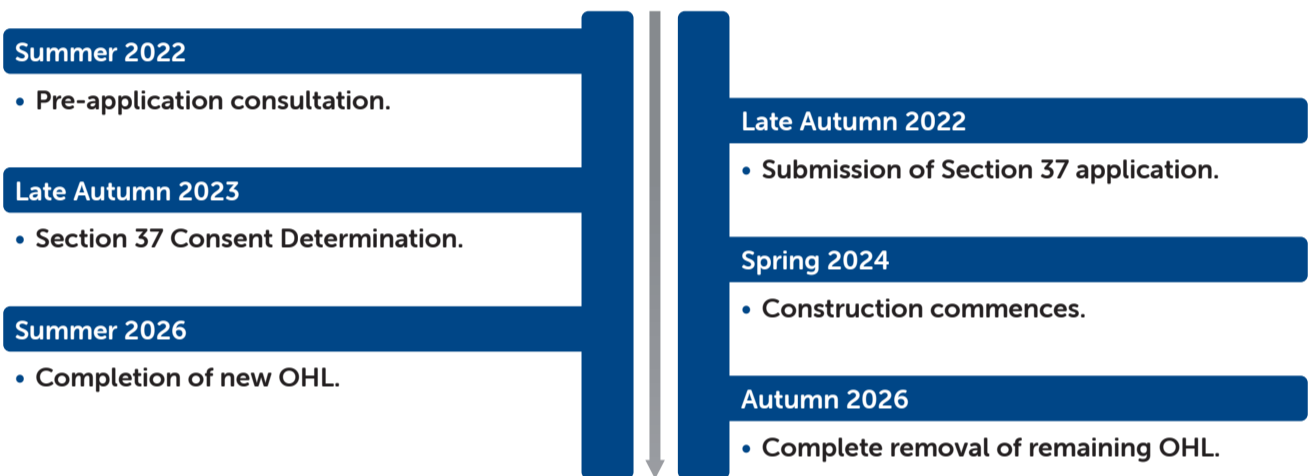 Summer 2022
• Pre-application consultation.
Late Autumn 2022
• Submission of Section 37 application.
Late Autumn 2023
• Section 37 Consent Determination.
Spring 2024
• Construction commences.
Summer 2026
• Completion of new OHL.
Autumn 2026
• Complete removal of remaining OHL.